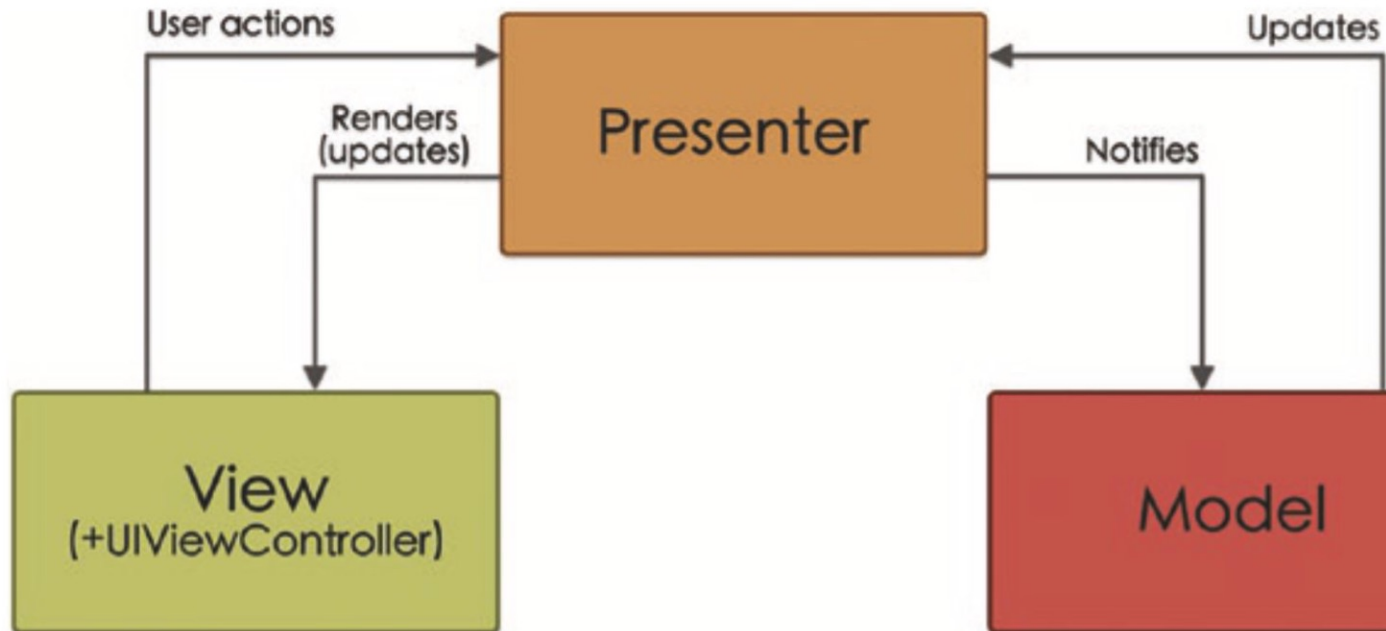 User actions
Updates
Presenter
Renders
(updates)
Notifies
View
(+UIViewController)
Model